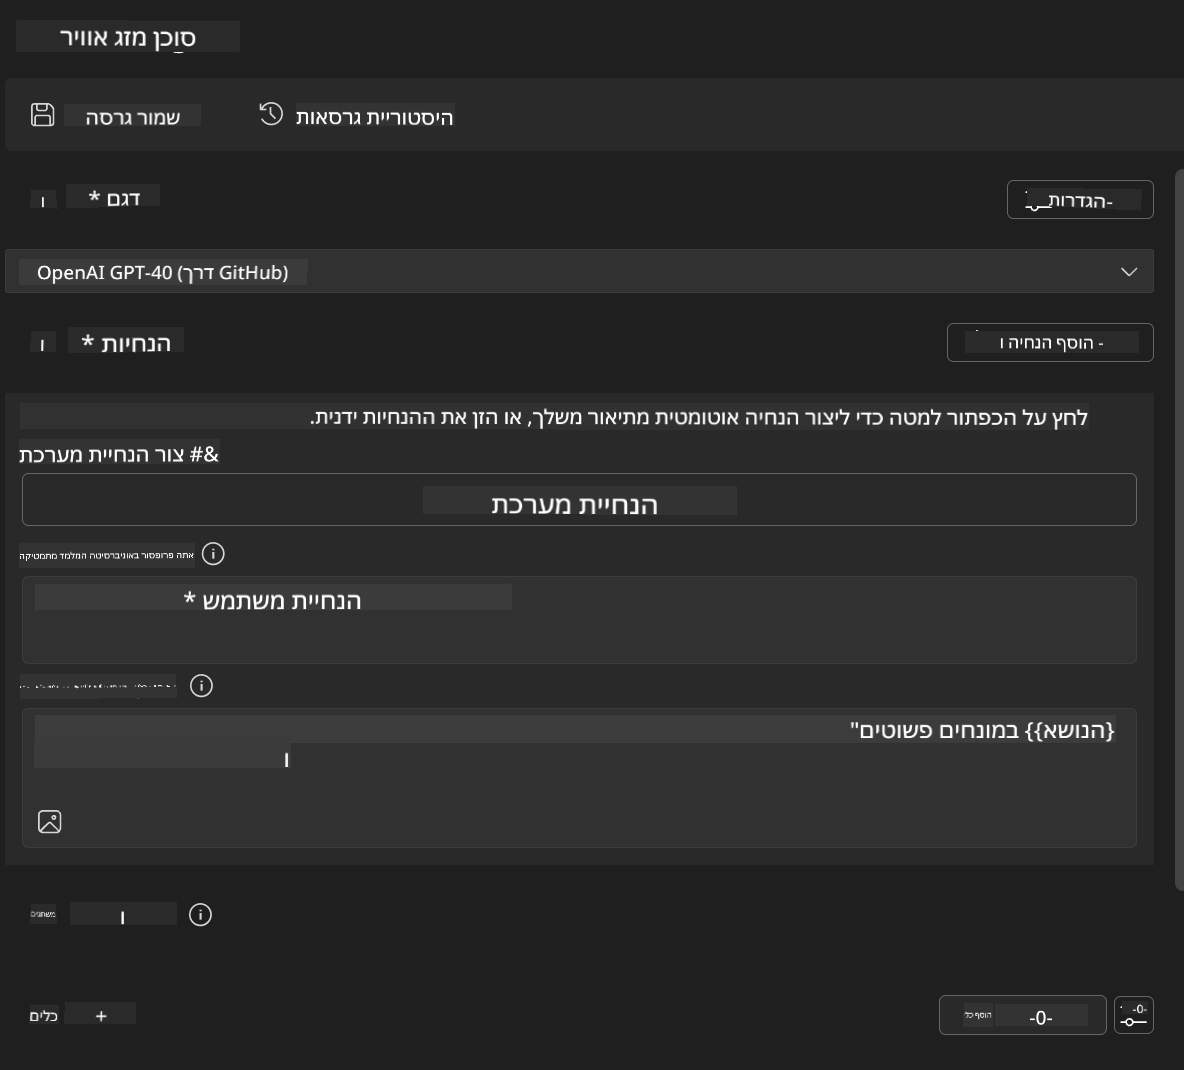 סוכן מזג אוויר
שמור גרסה
היסטוריית גרסאות
דגם *
הגדרות-
OpenAI GPT-40 (דרך GitHub)
הנחיות *
הוסף הנחיה ו -
לחץ על הכפתור למטה כדי ליצור הנחיה אוטומטית מתיאור משלך, או הזן את ההנחיות ידנית.
&# צור הנחיית מערכת
הנחיית מערכת
אתה פרופסור באוניברסיטה המלמד מתמטיקה
הנחיית משתמש *
{הנושא}} במונחים פשוטים"
ו
משתנים
ו
כלים
+
הוסף כלי
-0-
-0-